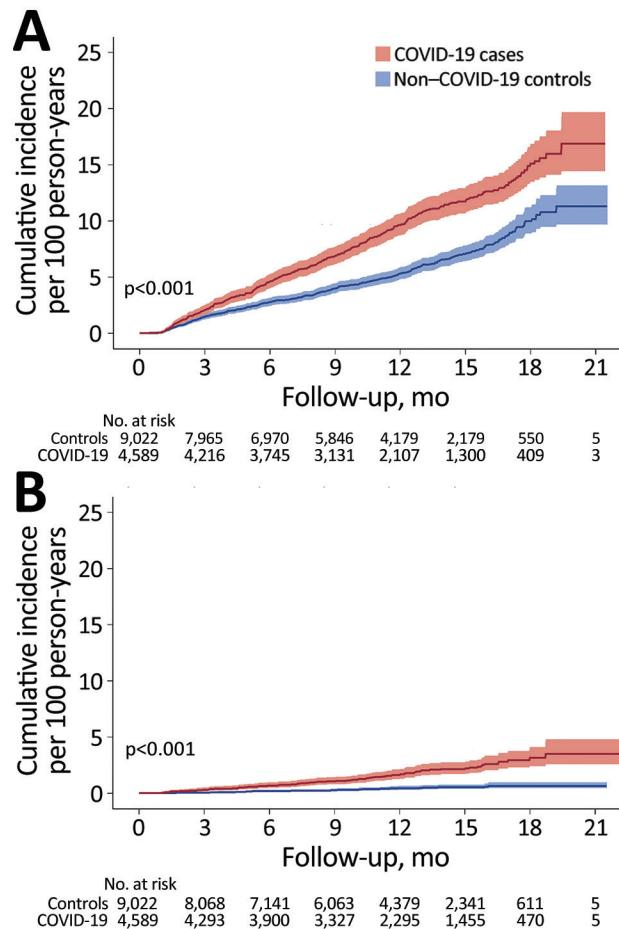 A
25
20
15
10
5
0
Cumulative incidence
per 100 person-years
COVID-19 cases
Non–COVID-19 controls
p<0.001
0 3 6 9 12 15 18 21
Follow-up, mo
No. at risk
Controls 9,022 7,965 6,970 5,846 4,179 2,179 550 5
COVID-19 4,589 4,216 3,745 3,131 2,107 1,300 409 3
B
25
20
15
10
5
0
Cumulative incidence
per 100 person-years
p<0.001
0 3 6 9 12 15 18 21
Follow-up, mo
No. at risk
Controls 9,022 8,068 7,141 6,063 4,379 2,341 611 5
COVID-19 4,589 4,293 3,900 3,327 2,295 1,455 470 5